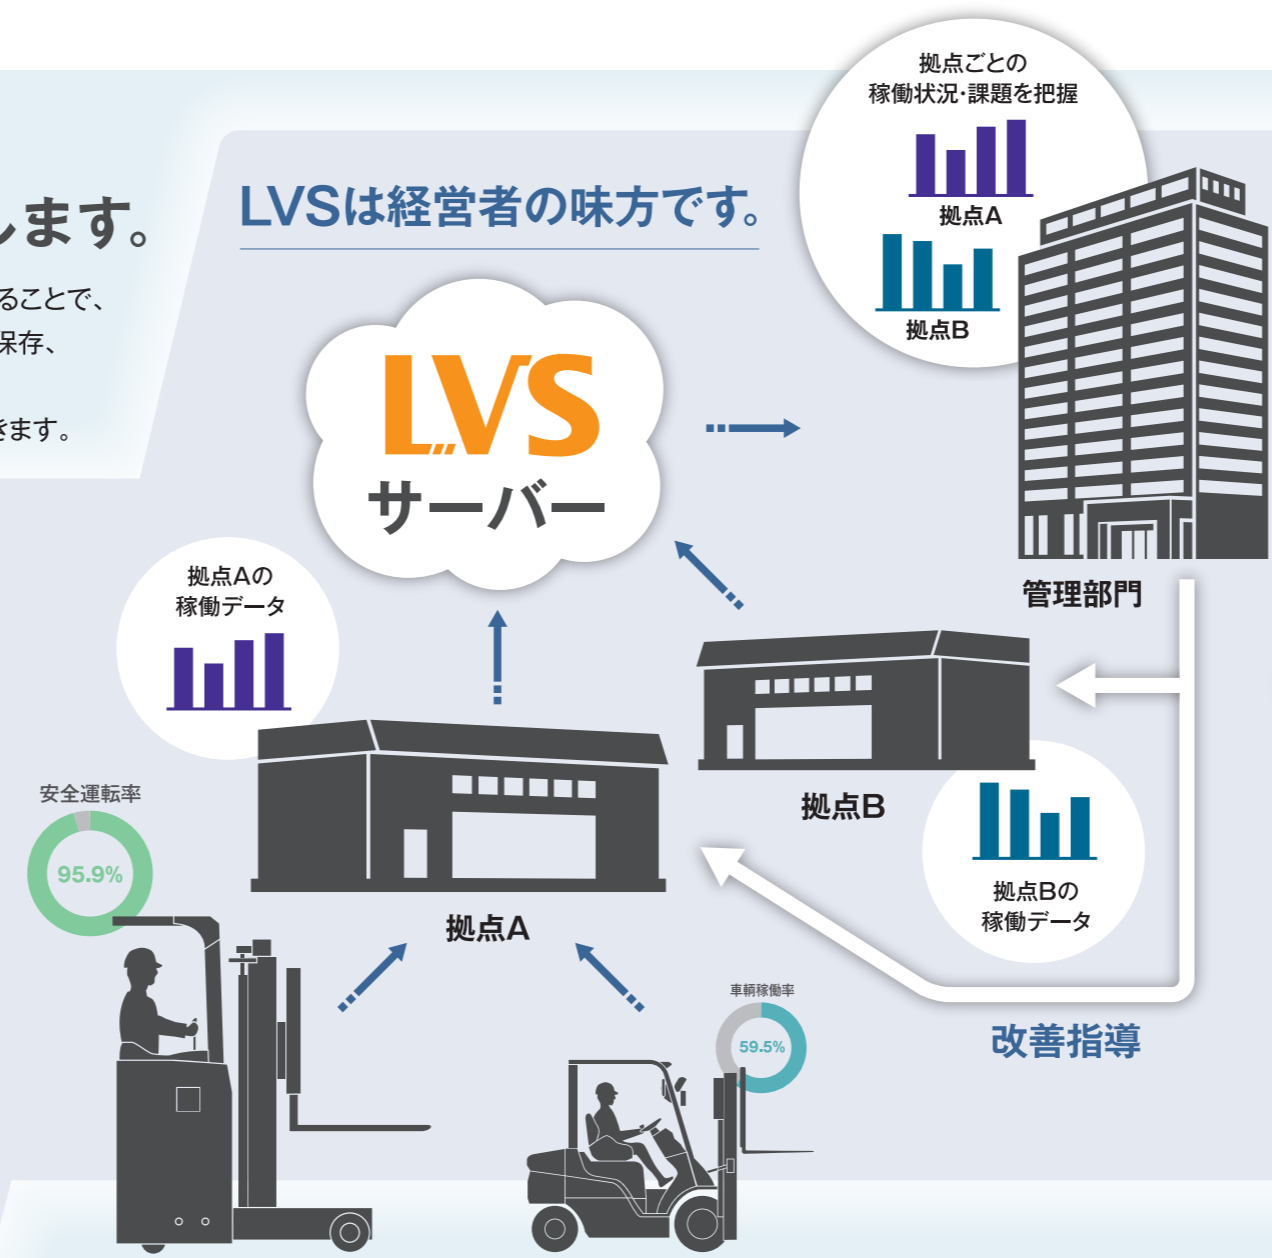 します。
ることで、
保存、
きます。
LVSは経営者の味方です。
拠点ごとの
稼働状況・課題を把握
拠点A
拠点B
LVS
サーバー
管理部門
拠点Aの
稼働データ
安全運転率
95.9%
拠点A
拠点B
拠点Bの
稼働データ
車輌稼働率
59.5%
改善指導